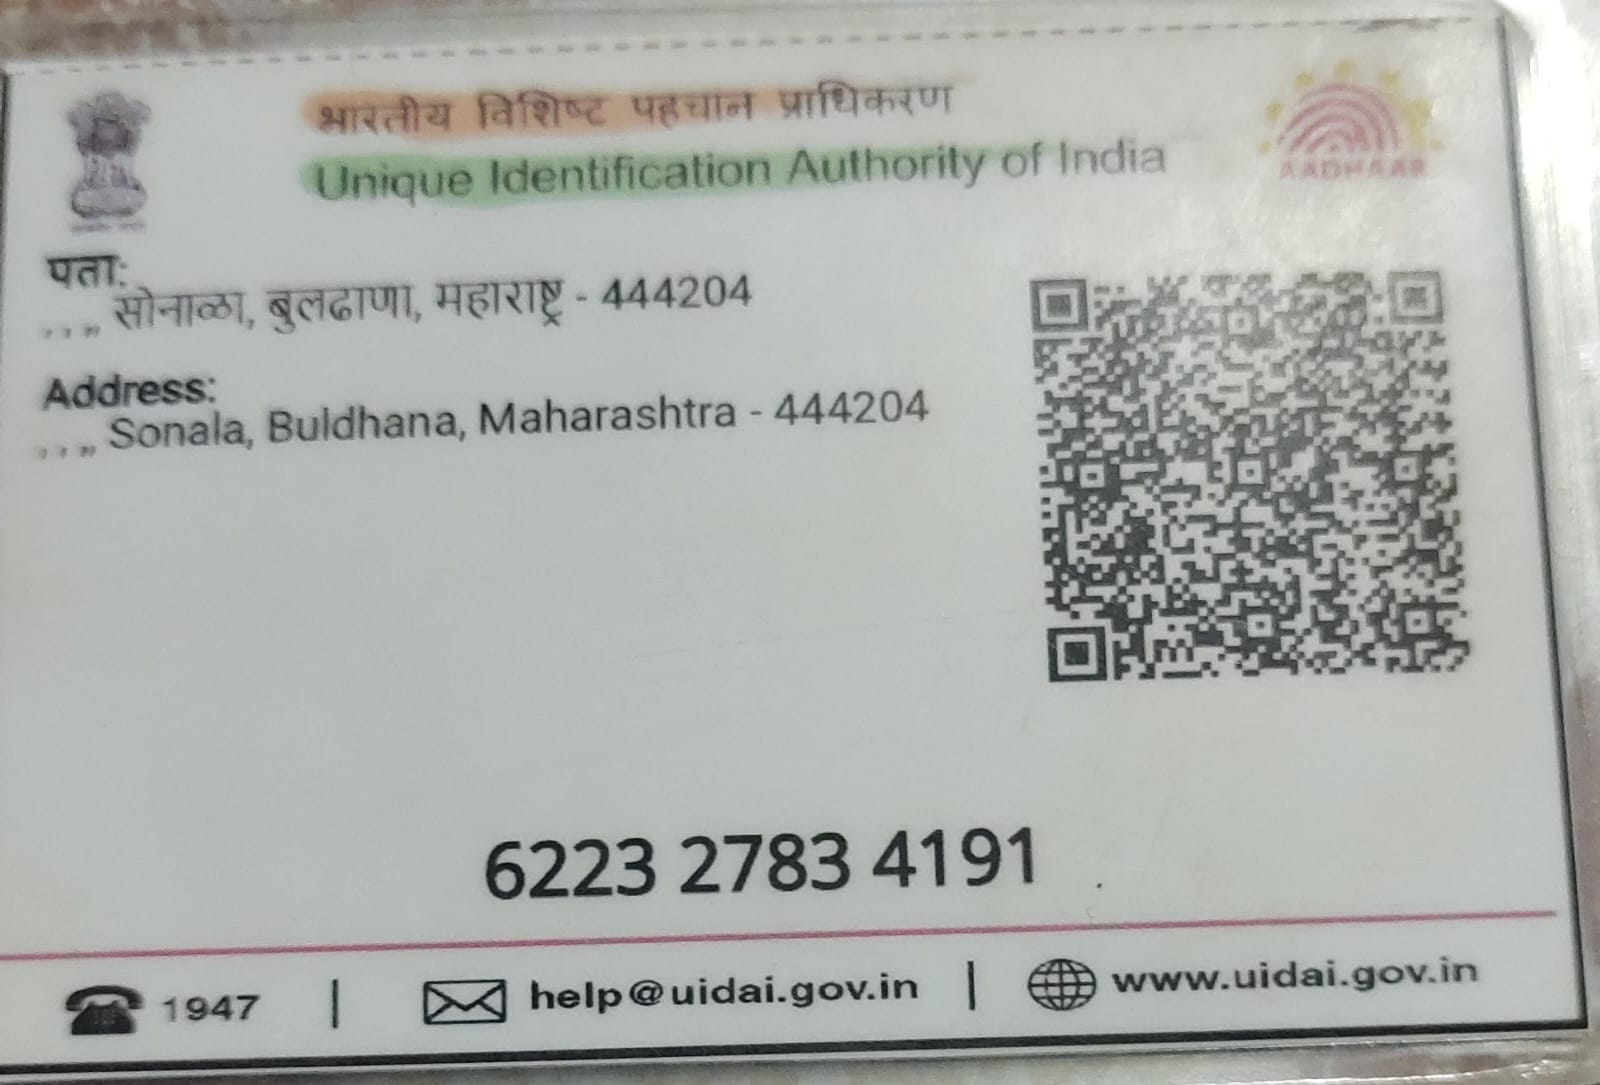 भारतीय विशिष्ट पहचान प्राधिकरण
Unique Identification Authority of India
AADHAAR
पता:
, , , ,, सोनाळा, बुलढाणा, महाराष्ट्र - 444204
Address:
, , , ,, Sonala, Buldhana, Maharashtra - 444204
6223 2783 4191
1947 | help@uidai.gov.in | www.uidai.gov.in